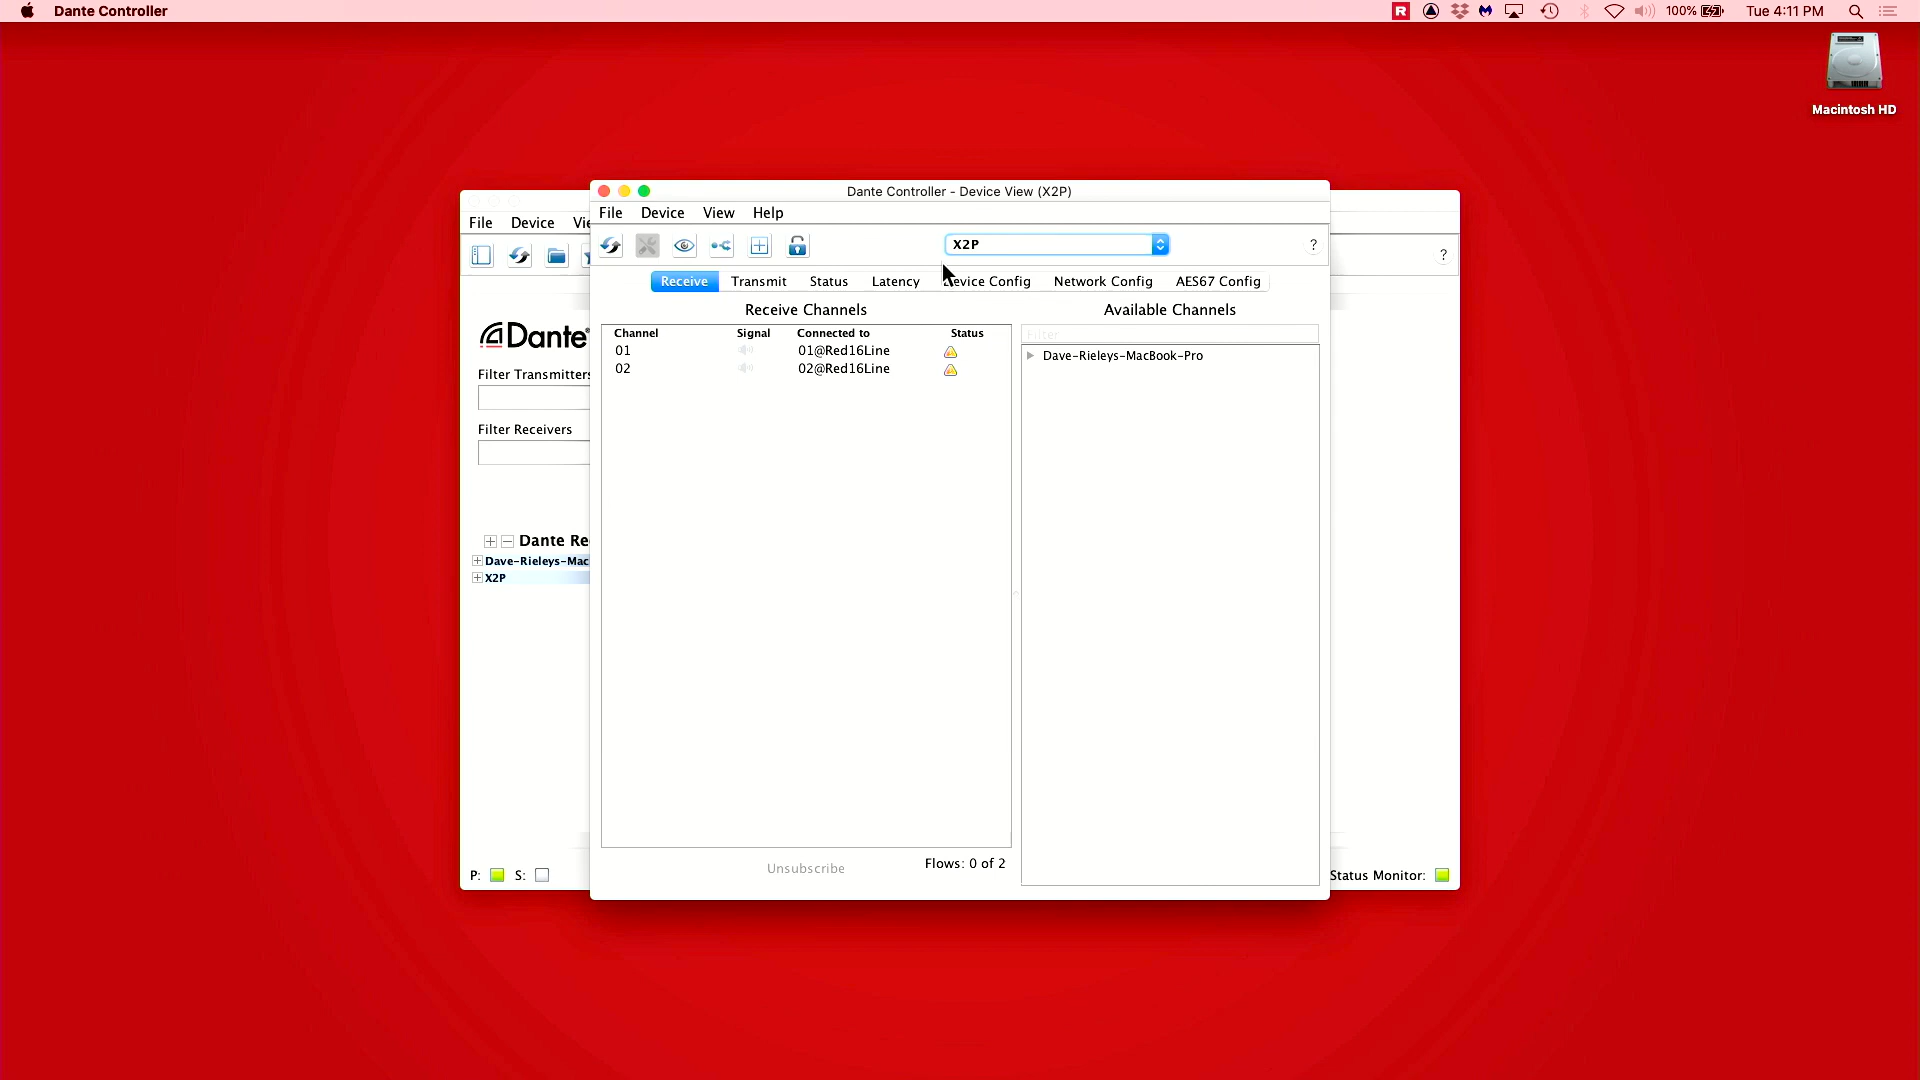 Dante Controller
R 100% Tue 4:11 PM
Macintosh HD
Dante Controller - Device View (X2P)
File Device View Help
X2P
?
Receive Transmit Status Latency Device Config Network Config AES67 Config
Receive Channels
Available Channels
Channel Signal Connected to Status
Filter
01 01@Red16Line
02 02@Red16Line
Dave-Rieleys-MacBook-Pro
Unsubscribe
Flows: 0 of 2
File Device Vie
?
Dante
Filter Transmitters
Filter Receivers
Dante Re
Dave-Rieleys-Mac
X2P
P: S:
Status Monitor: